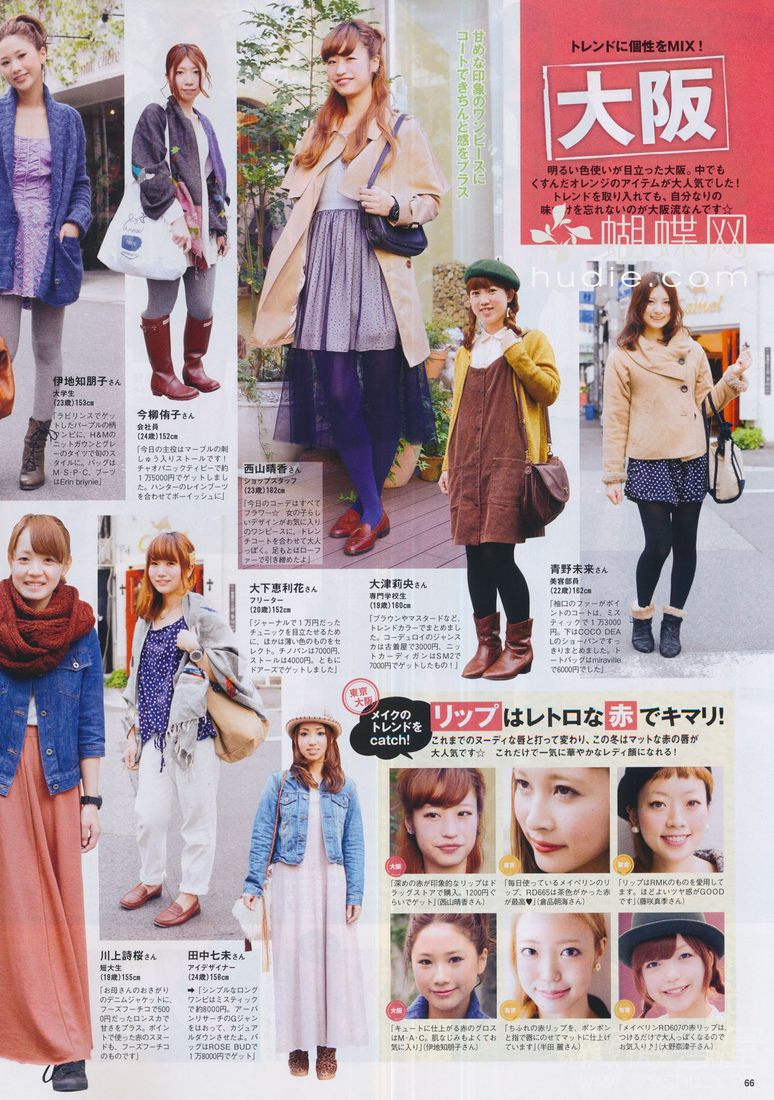 トレンドに個性をMIX！
大阪
明るい色使いが目立った大阪。中でも
くすんだオレンジのアイテムが大人気でした！
トレンドを取り入れても、自分なりの
味つけを忘れないのが大阪流なんです☆
蝴蝶网
hudie.com
甘めな印象のワンピースに
コートできちんと感をプラス
伊地知朋子さん
大学生
(23歳)153cm
「ラビリンスでゲッ
トしたパープルの柄
ワンピに、H&Mの
ニットガウンとグレー
のタイツで旬のス
タイルに。バッグは
M･S･P･C、ブーツ
はErin briynie」
今柳侑子さん
会社員
(24歳)152cm
「今日の主役はマーブルの刺
しゅう入りストールです！
チャオパニックティピーで約
1万5000円でゲットしまし
た。ハンターのレインブーツ
を合わせてボーイッシュに」
西山晴香さん
ショップスタッフ
(23歳)162cm
「今日のコーデはすべて
フラワー☆ 女の子らし
いデザインがお気に入り
のワンピースに、トレン
チコートを合わせて大人
っぽく。足もとはローフ
ァーで引き締めたよ」
大津莉央さん
専門学校生
(19歳)160cm
「ブラウンやマスタードなど、
トレンドカラーでまとめまし
た。コーデュロイのジャンス
カは古着屋で3000円、ニッ
トカーディガンはSM2で
7000円でゲットしたもの！」
青野未来さん
美容部員
(22歳)162cm
「袖口のファーがポイ
ントのコートは、ミス
ティックで1万3000
円。下はCOCO DEA
Lのショーパンですっ
きりまとめました。ト
ートバッグはmiraville
で6000円でした」
大下恵利花さん
フリーター
(20歳)152cm
「ジャーナルで1万円だった
チュニックを目立たせるため
に、ほかは薄い色のものをセ
レクト。チノパンは7000円、
ストールは4000円。ともに
ドアーズでゲットしました」
川上詩桜さん
短大生
(19歳)155cm
「お母さんのおさがり
のデニムジャケットに、
フーズフーチコで500
0円だったロンスカで
甘さをプラス。ポイン
トで使った赤のスヌー
ドも、フーズフーチコ
のものです」
田中七未さん
アイデザイナー
(24歳)156cm
➡「シンプルなロング
ワンピはミスティックで
約8000円。アーバ
ンリサーチのGジャン
をはおって、カジュア
ルダウンさせたよ。バ
ッグはROSE BUDで
1万8000円でゲット」
東京
大阪
メイクの
トレンドを
catch!
リップはレトロな赤でキマリ！
これまでのヌーディな唇と打って変わり、この冬はマットな赤の唇が
大人気です☆ これだけで一気に華やかなレディ顔になれる！
大阪
「深めの赤が印象的なリップはド
ラッグストアで購入。1200円ぐ
らいでゲット」(西山晴香さん)
東京
「毎日使っているメイベリンのリ
ップ、RD665は茶色がかった赤
が最高♥」(倉品朝海さん)
「リップはRMKのものを愛用して
ます。ほどよいツヤ感がGOOD
です」(藤咲真季さん)
大阪
「キュートに仕上がる赤のグロス
はM･A･C。肌なじみもよくてお
気に入り」(伊地知朋子さん)
東京
「ちふれの赤リップを、ポンポン
と指で唇にのせてマットに仕上げ
ています」(半田 麗さん)
東京
「メイベリンRD607の赤リップは、
つけるだけで大人っぽくなるので
お気に入り♪」(大野奈津子さん)
66